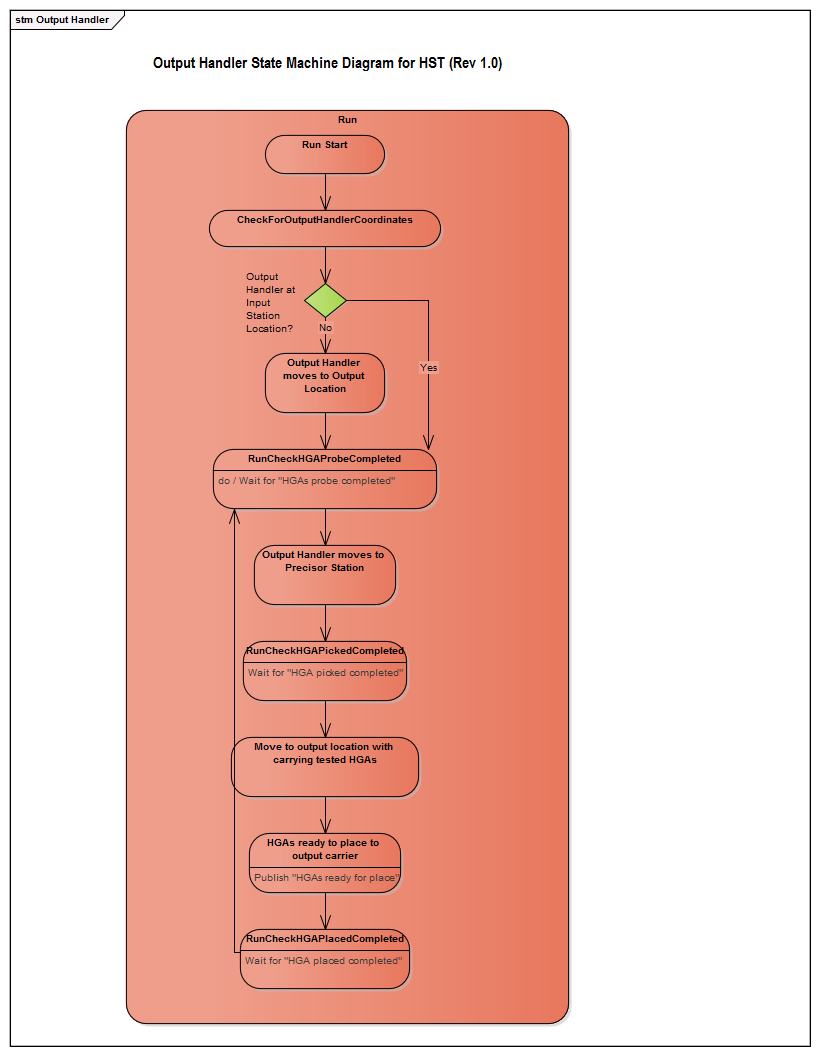 stm Output Handler
Output Handler State Machine Diagram for HST (Rev 1.0)
Run
Run Start
CheckForOutputHandlerCoordinates
Output
Handler at
Input
Station
Location?
No
Yes
Output Handler
moves to Output
Location
RunCheckHGAProbeCompleted
do / Wait for "HGAs probe completed"
Output Handler moves to
Precisor Station
RunCheckHGAPickedCompleted
Wait for "HGA picked completed"
Move to output location with
carrying tested HGAs
HGAs ready to place to
output carrier
Publish "HGAs ready for place"
RunCheckHGAPlacedCompleted
Wait for "HGA placed completed"